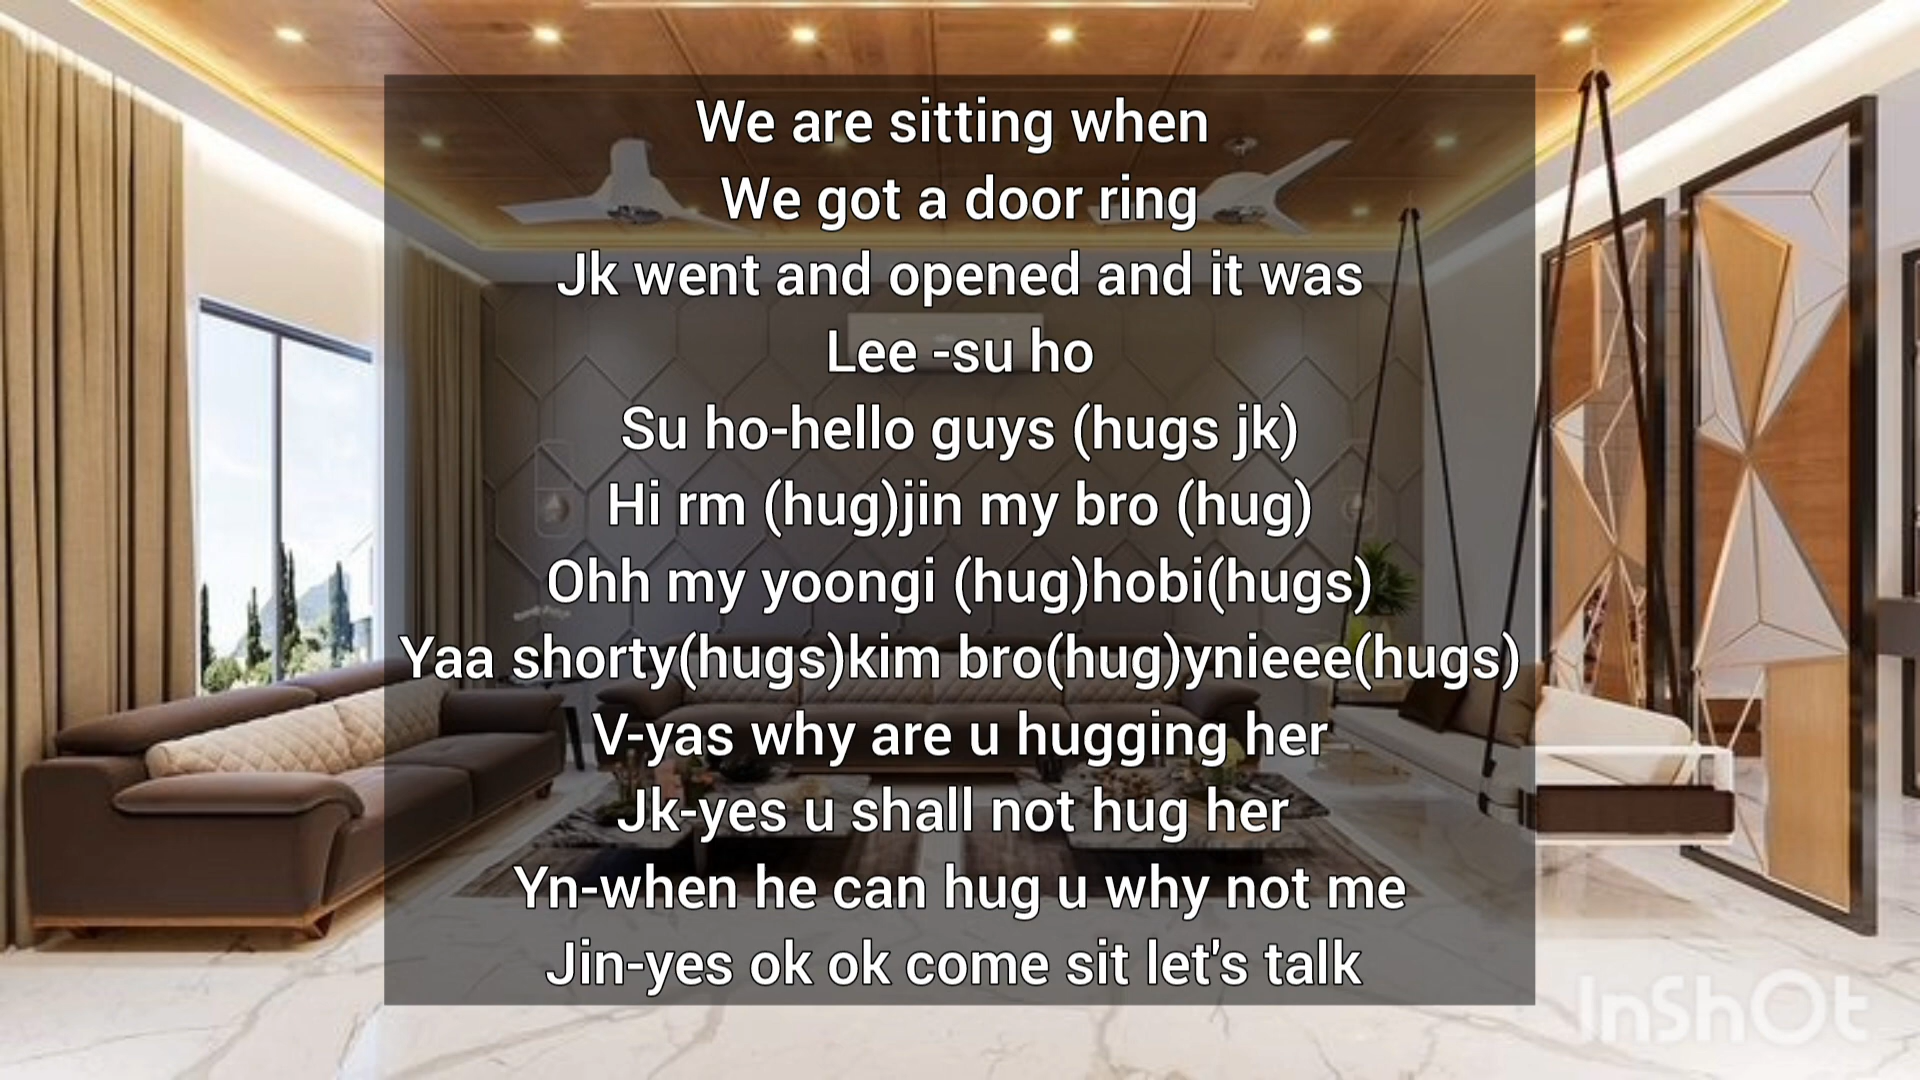 We are sitting when
We got a door ring
Jk went and opened and it was
Lee -su ho
Su ho-hello guys (hugs jk)
Hi rm (hug)jin my bro (hug)
Ohh my yoongi (hug)hobi(hugs)
Yaa shorty(hugs)kim bro(hug)ynieee(hugs)
V-yas why are u hugging her
Jk-yes u shall not hug her
Yn-when he can hug u why not me
Jin-yes ok ok come sit let's talk
InShOt